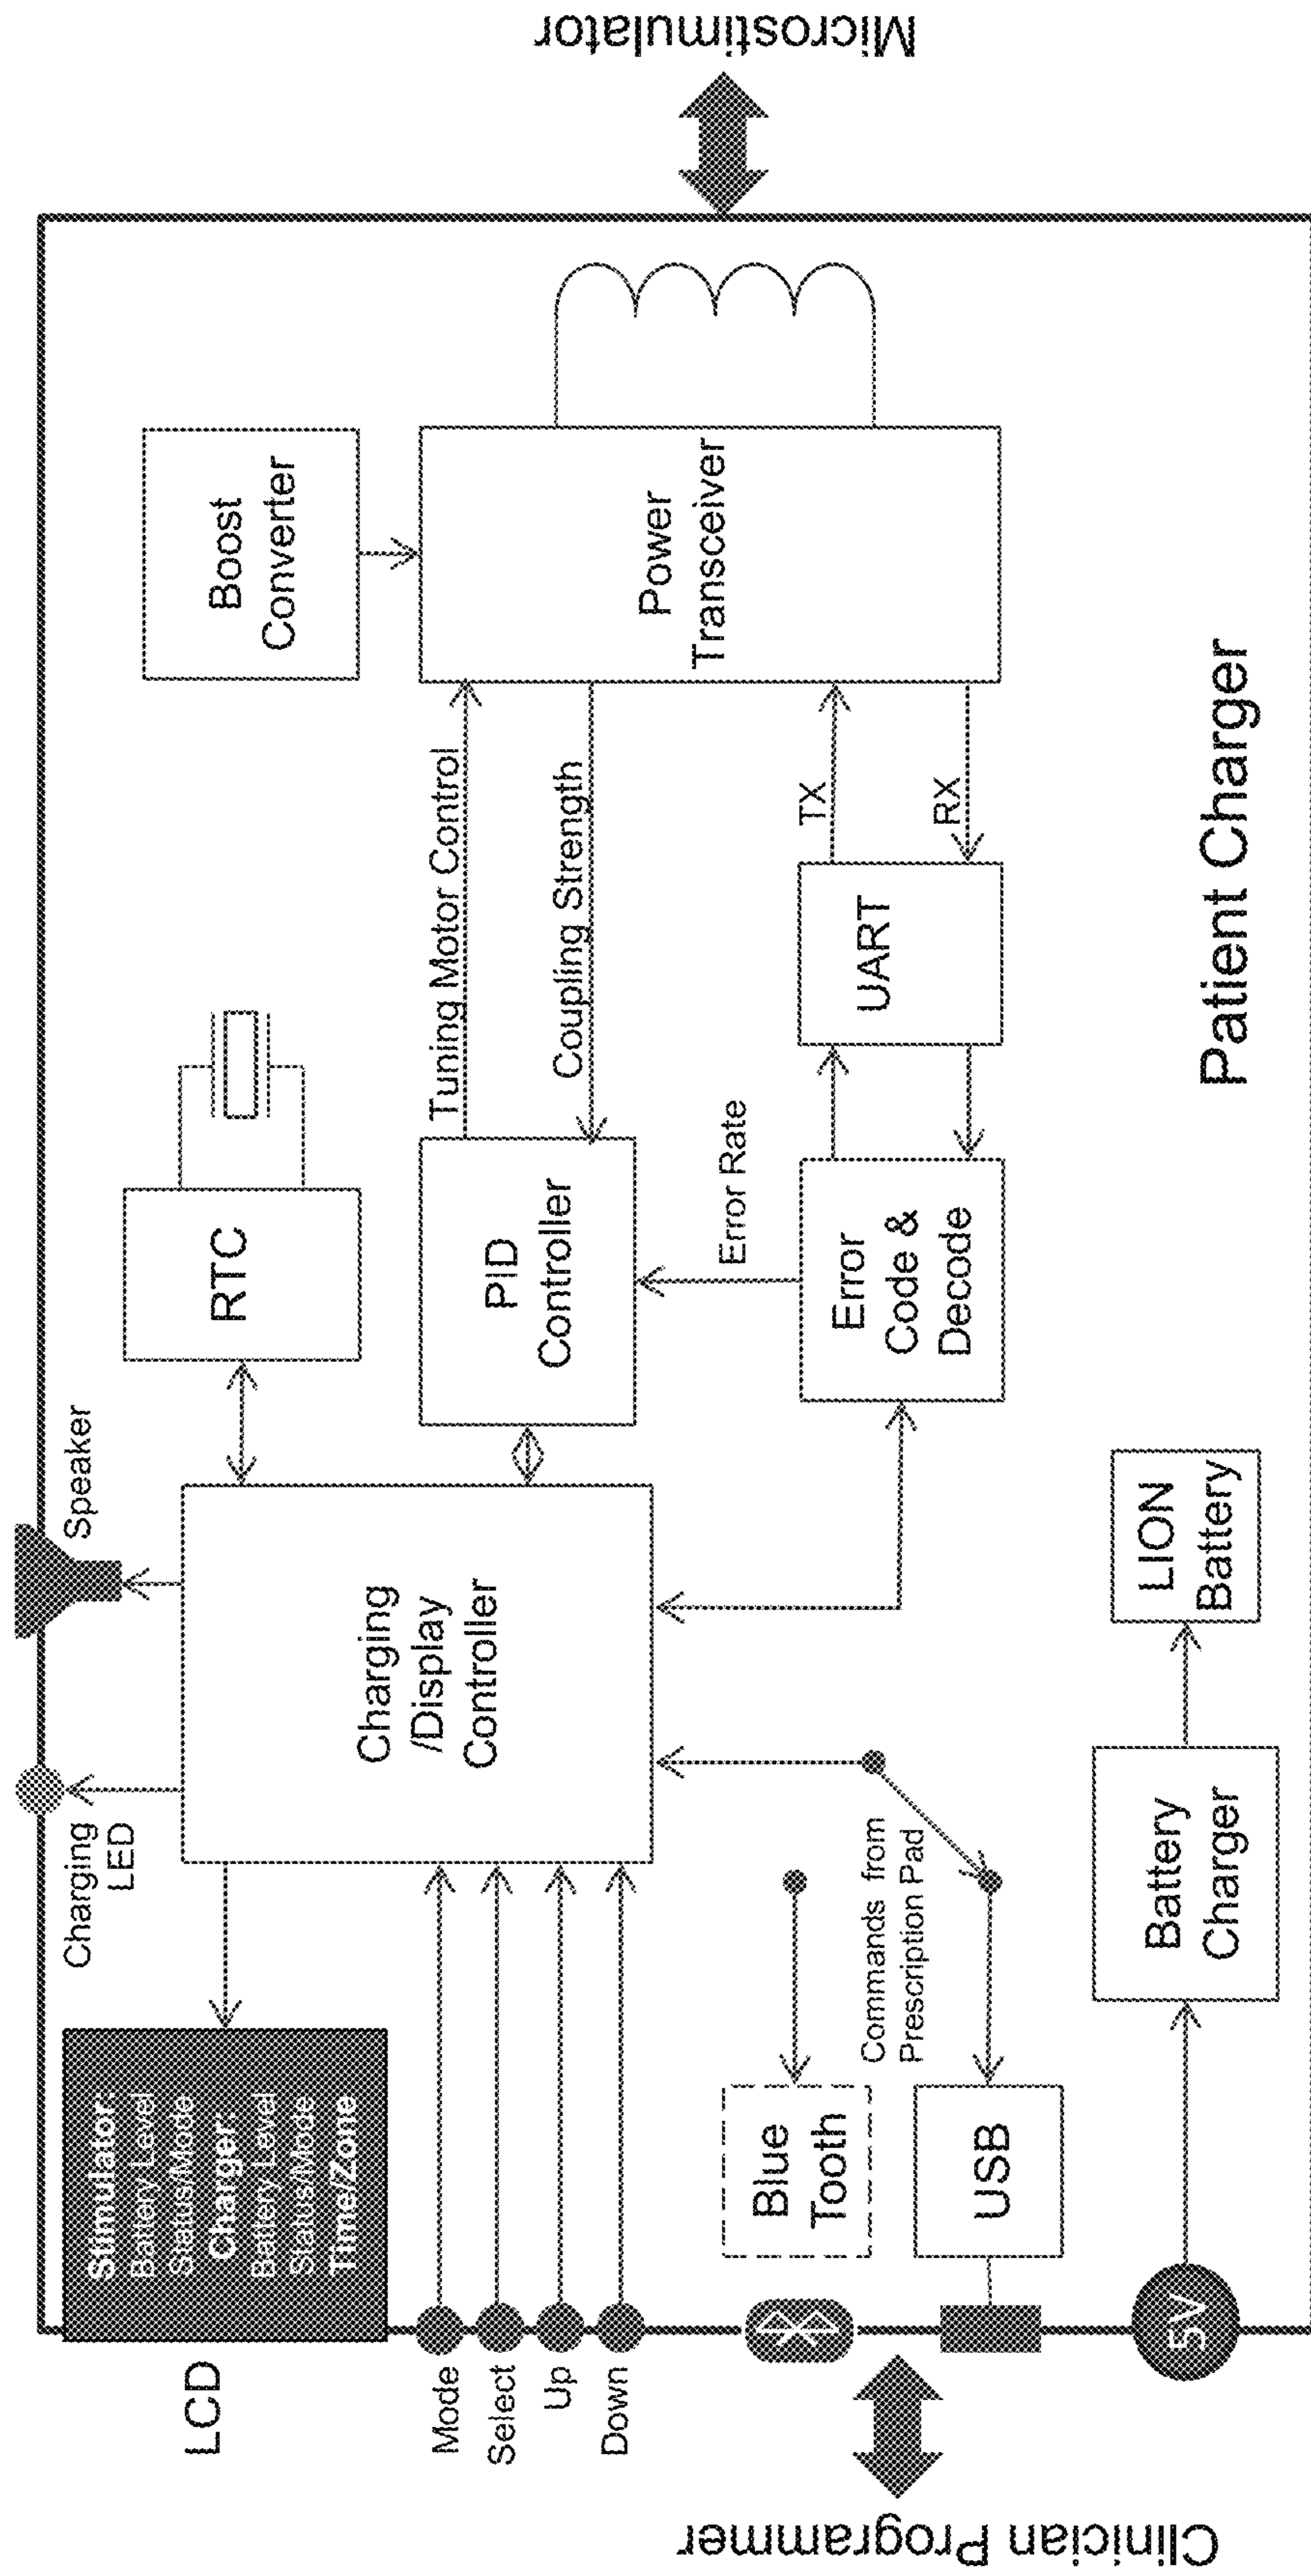 LCD
Stimulator:
Battery Level
Status/Mode
Charger:
Battery Level
Status/Mode
Time/Zone
Charging
LED
Speaker
Mode
Select
Up
Down
Charging
/Display
Controller
RTC
PID
Controller
Tuning Motor Control
Coupling Strength
Boost
Converter
Power
Transceiver
Microstimulator
Error Rate
Error
Code &
Decode
UART
TX
RX
Clinician Programmer
Blue
Tooth
Commands from
Prescription Pad
USB
5V
Battery
Charger
LION
Battery
Patient Charger